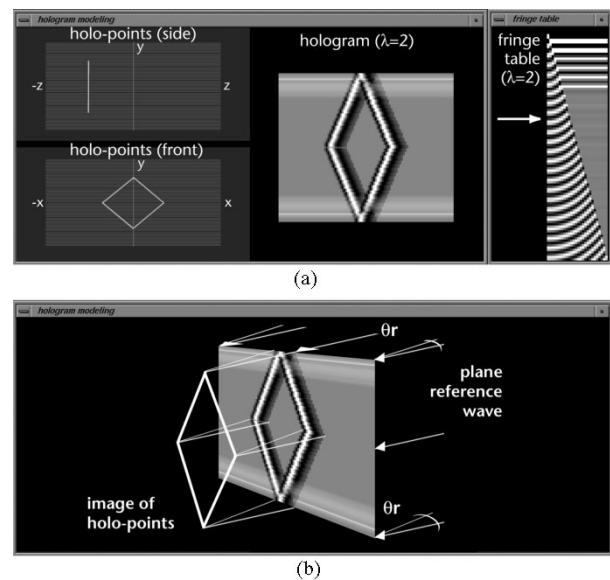 hologram modeling
fringe table
holo-points (side)
y
-z
z
holo-points (front)
y
-x
x
hologram (λ=2)
fringe
table
(λ=2)
(a)
hologram modeling
θr
plane
reference
wave
θr
image of
holo-points
(b)